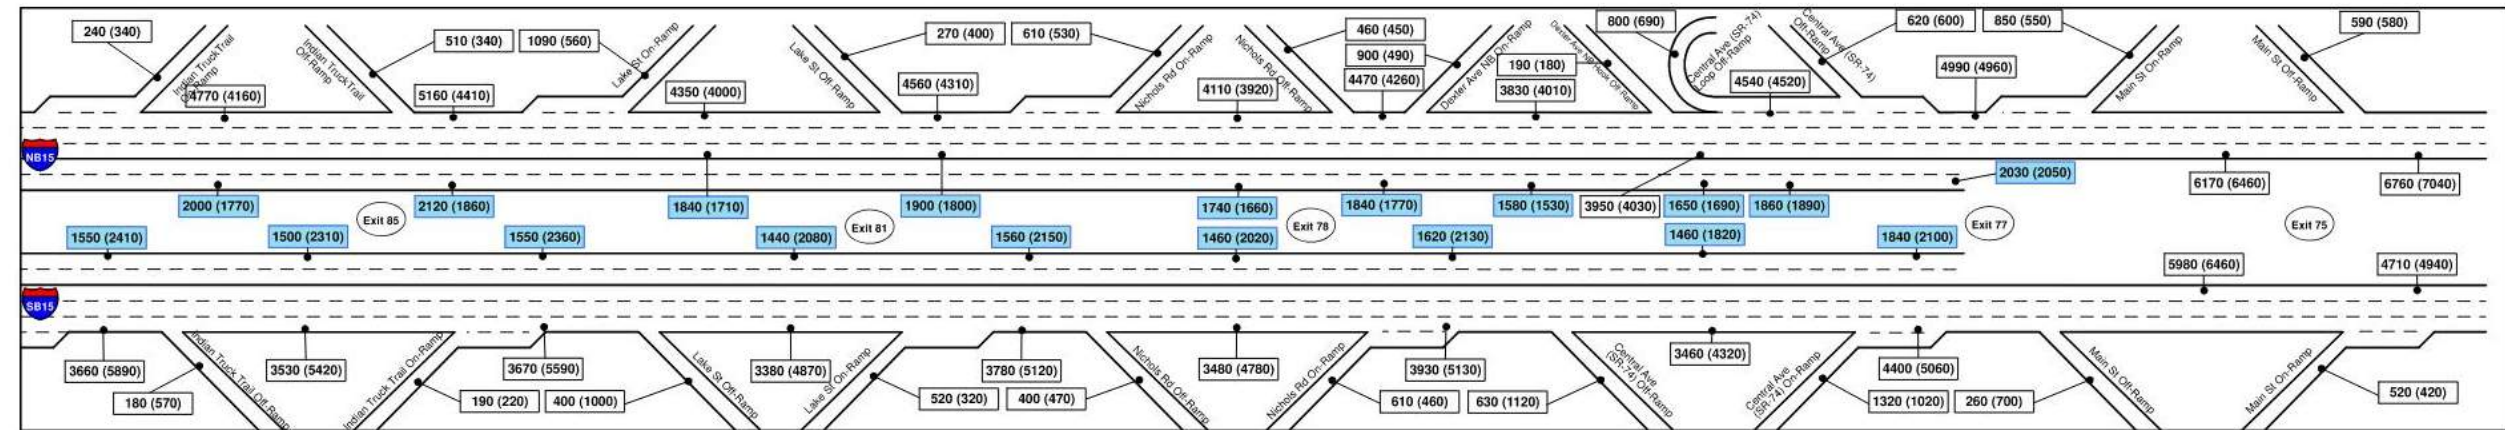 240 (340)
510 (340)
1090 (560)
270 (400)
610 (530)
460 (450)
900 (490)
800 (690)
190 (180)
620 (600)
850 (550)
590 (580)
Indian TruckTrail
On-Ramp
Indian TruckTrail
Off-Ramp
Lake St On-Ramp
Lake St Off-Ramp
Nichols Rd On-Ramp
Nichols Rd Off-Ramp
Dexter Ave NB On-Ramp
Dexter Ave NB Hook Off-Ramp
Central Ave (SR-74)
Loop Off-Ramp
Central Ave (SR-74)
Off-Ramp
Central Ave (SR-74)
Main St On-Ramp
Main St Off-Ramp
4770 (4160)
5160 (4410)
4350 (4000)
4560 (4310)
4110 (3920)
4470 (4260)
3830 (4010)
4540 (4520)
4990 (4960)
NB15
2000 (1770)
2120 (1860)
1840 (1710)
1900 (1800)
1740 (1660)
1840 (1770)
1580 (1530)
3950 (4030)
1650 (1690)
1860 (1890)
2030 (2050)
6170 (6460)
6760 (7040)
Exit 85
Exit 81
Exit 78
Exit 77
Exit 75
1550 (2410)
1500 (2310)
1550 (2360)
1440 (2080)
1560 (2150)
1460 (2020)
1620 (2130)
1460 (1820)
1840 (2100)
5980 (6460)
4710 (4940)
SB15
3660 (5890)
3530 (5420)
3670 (5590)
3380 (4870)
3780 (5120)
3480 (4780)
3930 (5130)
3460 (4320)
4400 (5060)
Indian Truck Trail Off-Ramp
Indian Truck Trail On-Ramp
Lake St Off-Ramp
Lake St On-Ramp
Nichols Rd Off-Ramp
Nichols Rd On-Ramp
Central Ave
(SR-74) Off-Ramp
Central Ave
(SR-74) On-Ramp
Main St Off-Ramp
Main St On-Ramp
180 (570)
190 (220)
400 (1000)
520 (320)
400 (470)
610 (460)
630 (1120)
1320 (1020)
260 (700)
520 (420)